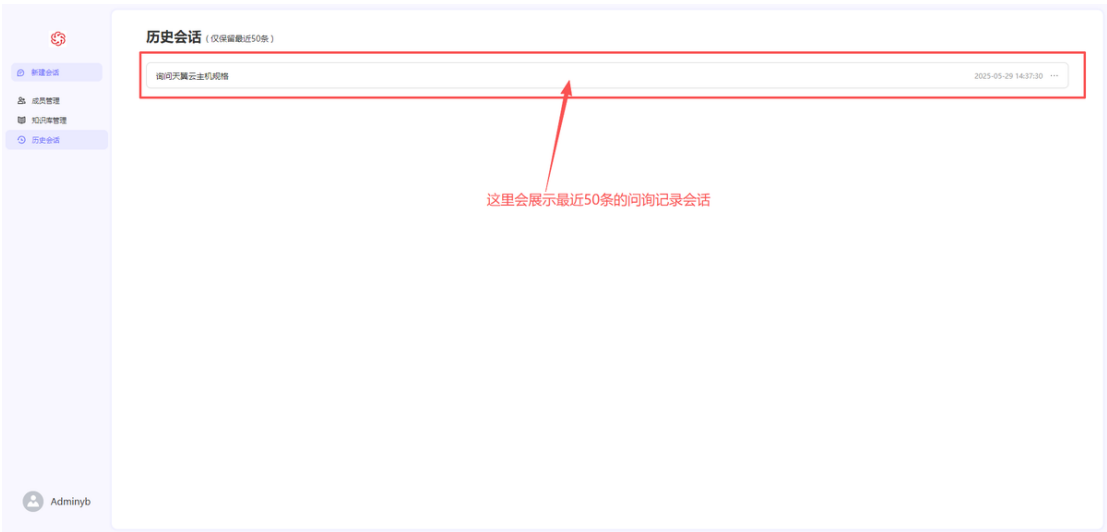 历史会话（仅保留最近50条）
新建会话
询问天翼云主机规格
2025-05-29 14:37:30 ···
成员管理
知识库管理
历史会话
这里会展示最近50条的问询记录会话
Adminyb